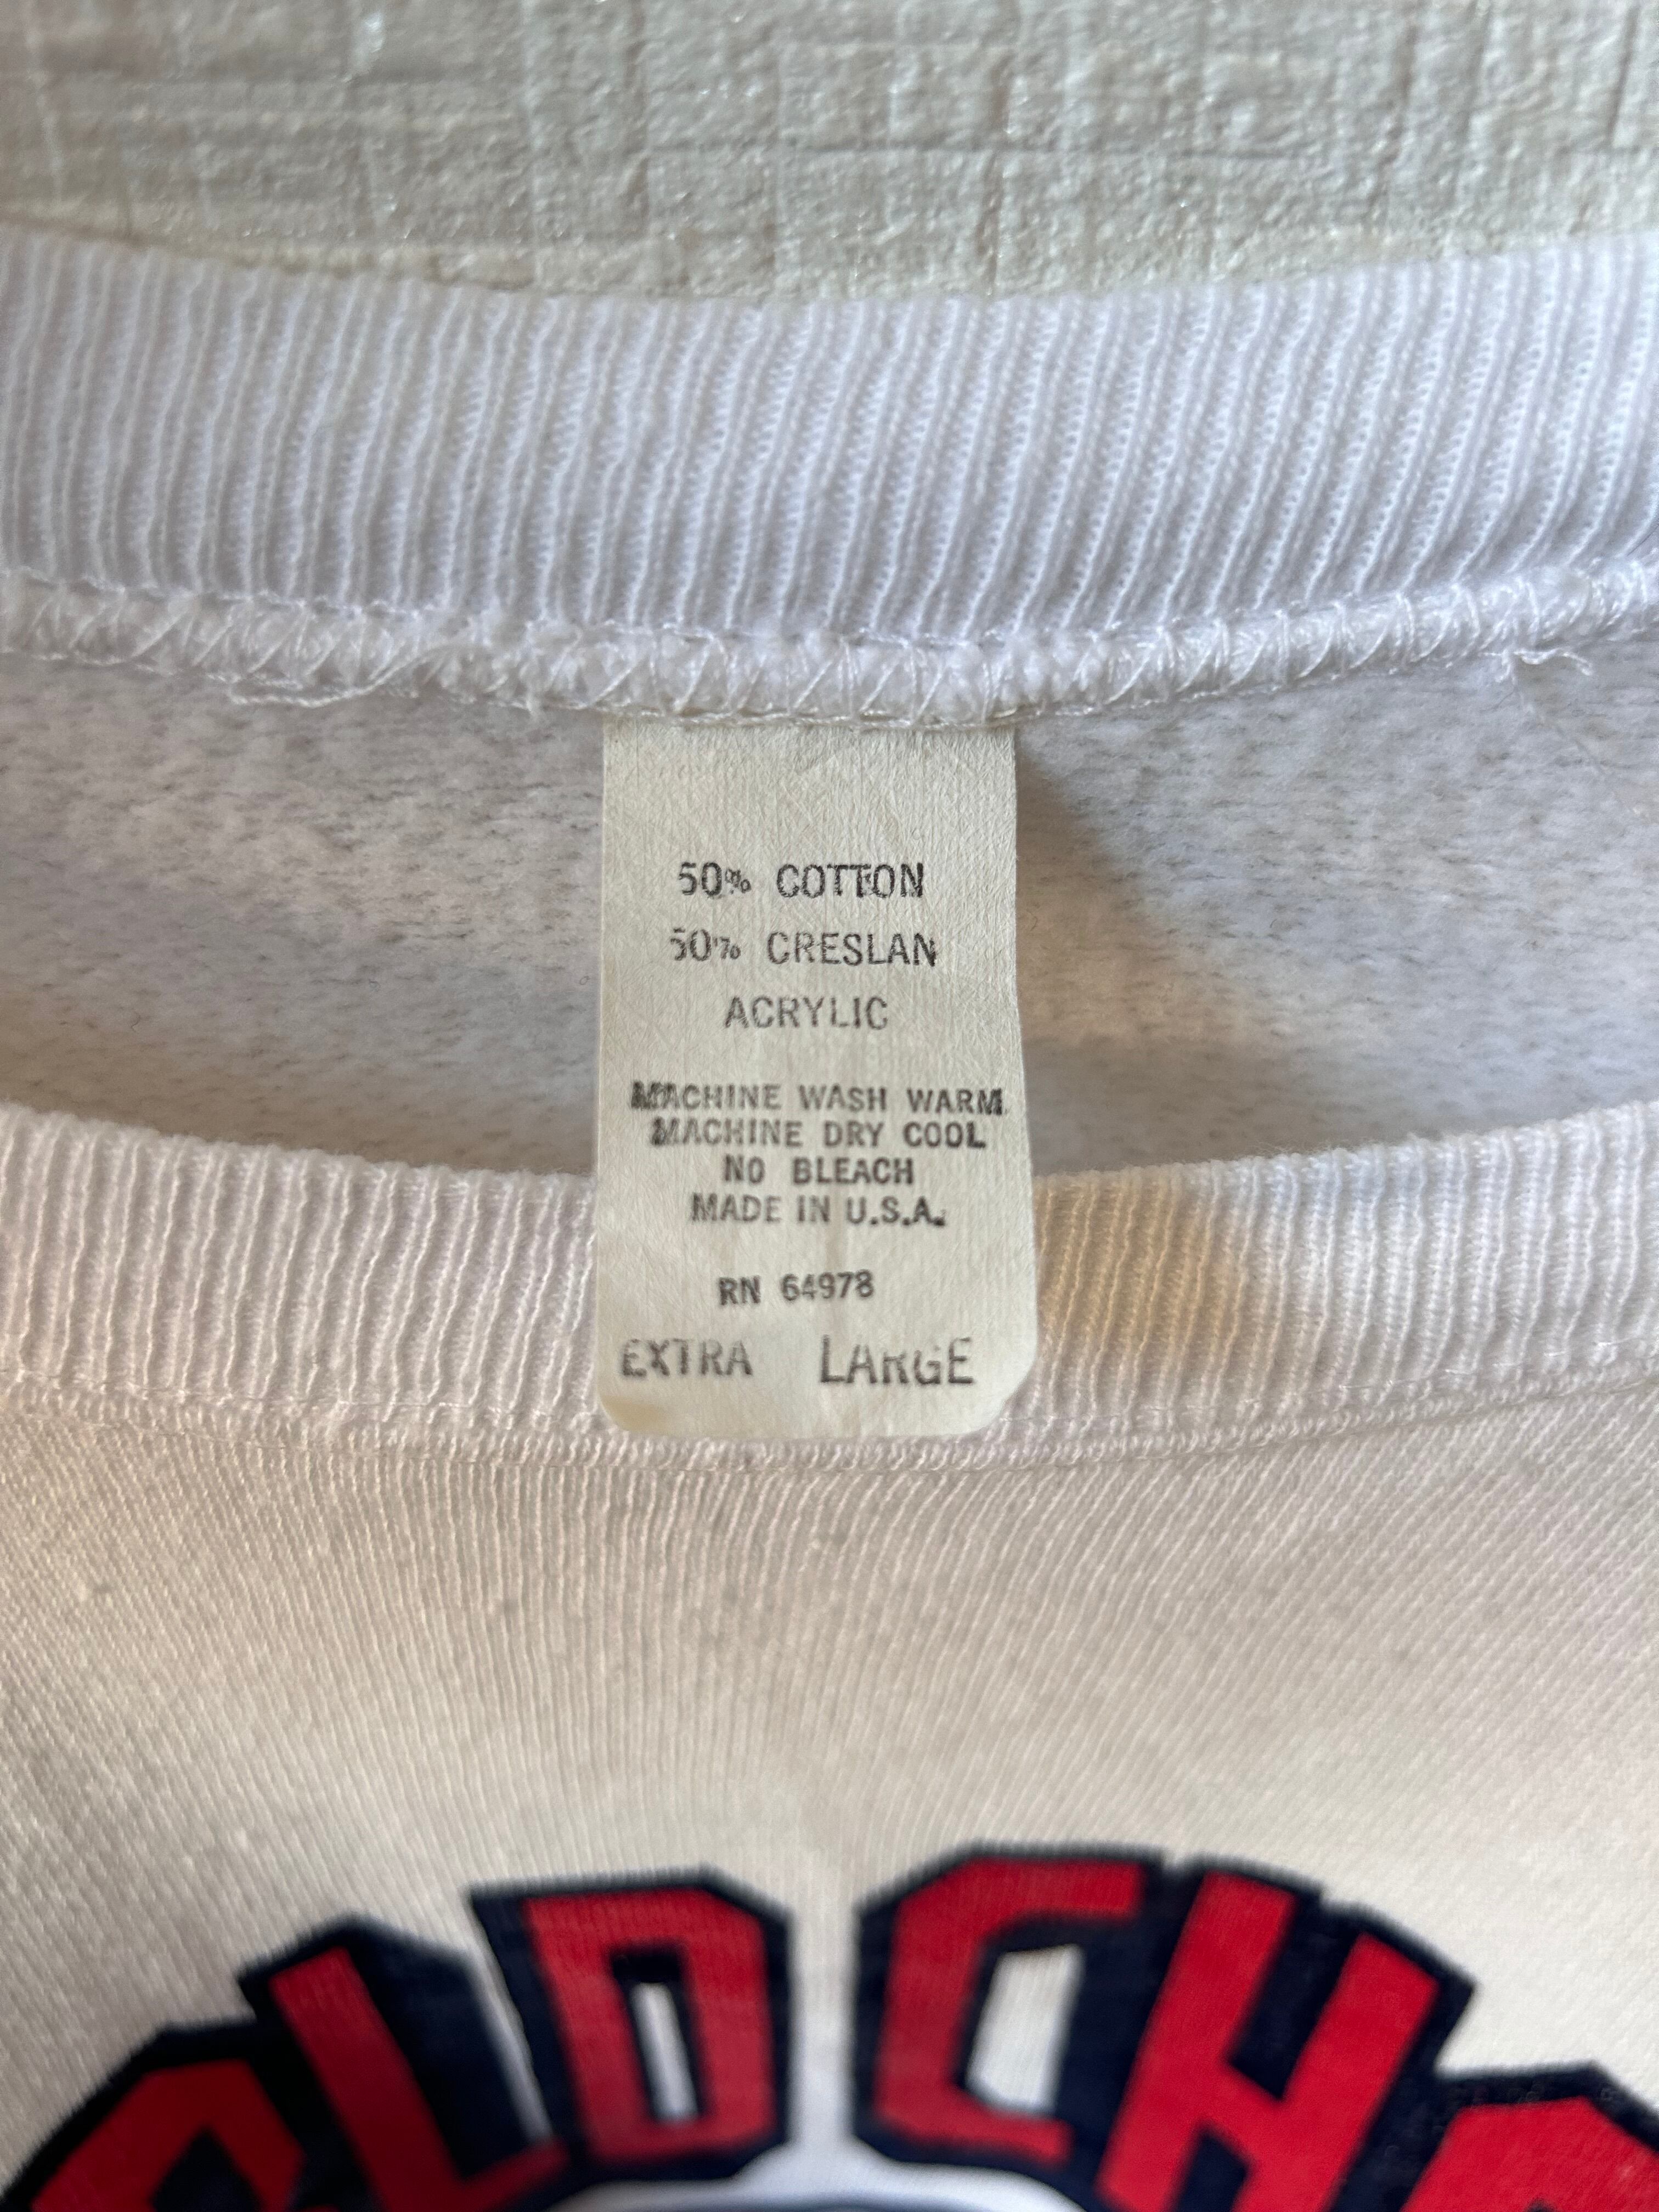 50% COTTON
50% CRESLAN
ACRYLIC
MACHINE WASH WARM
MACHINE DRY COOL
NO BLEACH
MADE IN U.S.A.
RN 64978
EXTRA LARGE